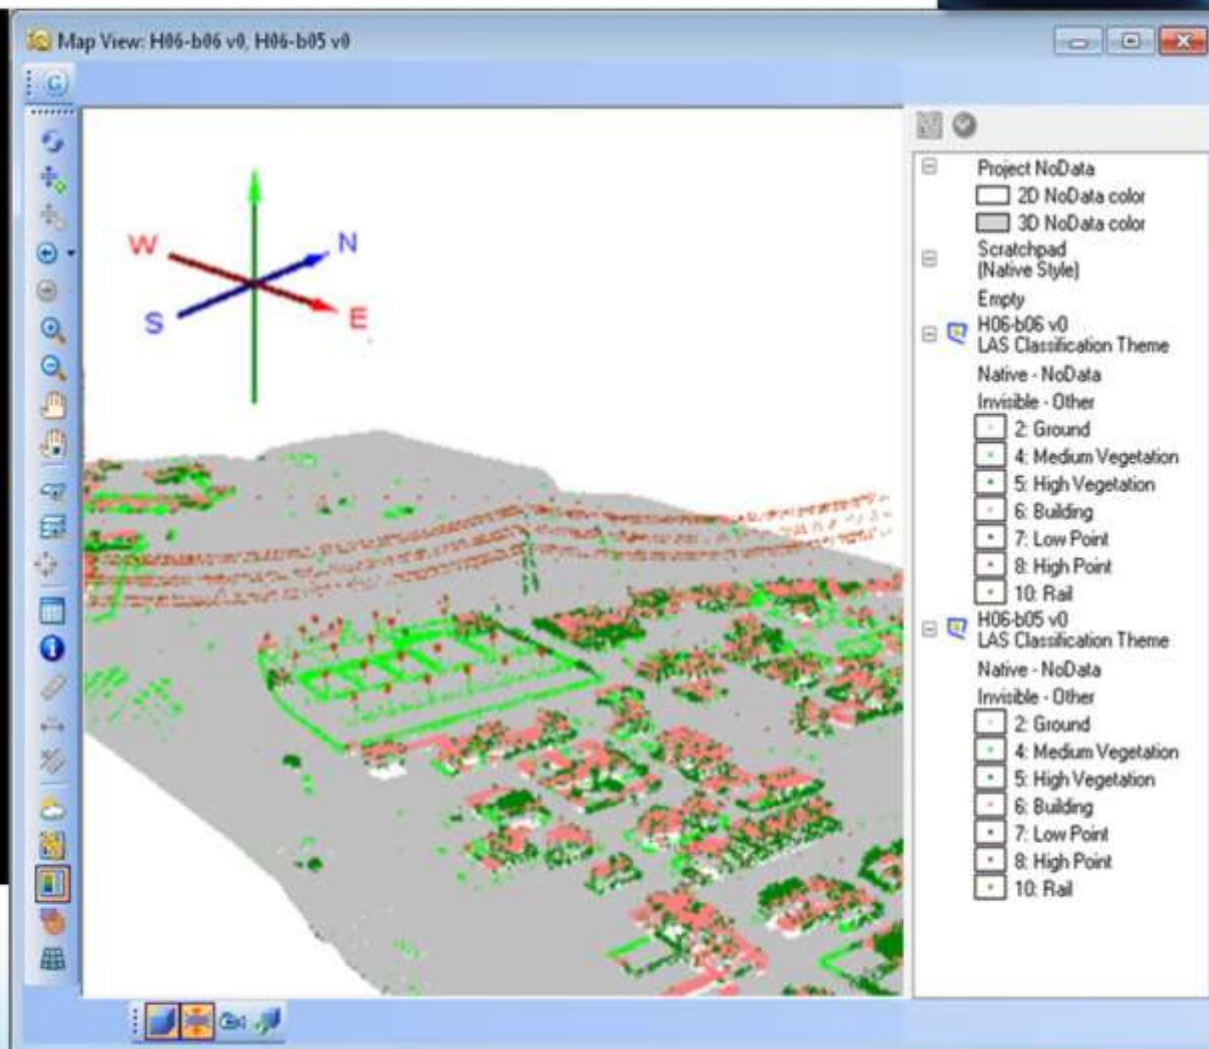 Map View: H06-b06 v0, H06-b05 v0
G
W
N
S
E
Project NoData
2D NoData color
3D NoData color
Scratchpad
(Native Style)
Empty
H06-b06 v0
LAS Classification Theme
Native - NoData
Invisible - Other
2: Ground
4: Medium Vegetation
5: High Vegetation
6: Building
7: Low Point
8: High Point
10: Rail
H06-b05 v0
LAS Classification Theme
Native - NoData
Invisible - Other
2: Ground
4: Medium Vegetation
5: High Vegetation
6: Building
7: Low Point
8: High Point
10: Rail